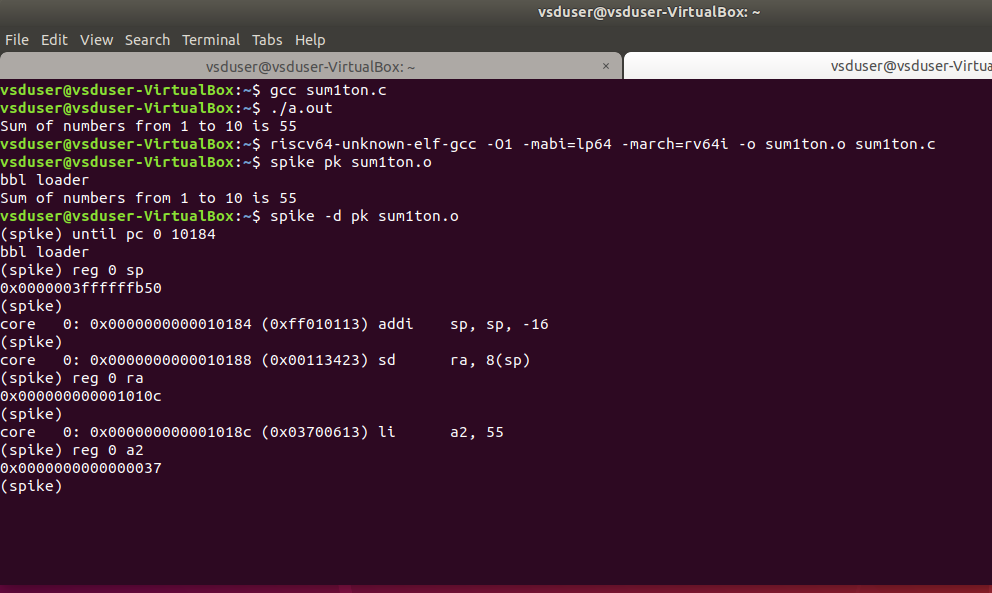 vsduser@vsduser-VirtualBox: ~
File Edit View Search Terminal Tabs Help
vsduser@vsduser-VirtualBox: ~ × vsduser@vsduser-Virtua
vsduser@vsduser-VirtualBox:~$ gcc sum1ton.c
vsduser@vsduser-VirtualBox:~$ ./a.out
Sum of numbers from 1 to 10 is 55
vsduser@vsduser-VirtualBox:~$ riscv64-unknown-elf-gcc -O1 -mabi=lp64 -march=rv64i -o sum1ton.o sum1ton.c
vsduser@vsduser-VirtualBox:~$ spike pk sum1ton.o
bbl loader
Sum of numbers from 1 to 10 is 55
vsduser@vsduser-VirtualBox:~$ spike -d pk sum1ton.o
(spike) until pc 0 10184
bbl loader
(spike) reg 0 sp
0x0000003ffffffb50
(spike)
core   0: 0x0000000000010184 (0xff010113) addi    sp, sp, -16
(spike)
core   0: 0x0000000000010188 (0x00113423) sd      ra, 8(sp)
(spike) reg 0 ra
0x000000000001010c
(spike)
core   0: 0x000000000001018c (0x03700613) li      a2, 55
(spike) reg 0 a2
0x0000000000000037
(spike)